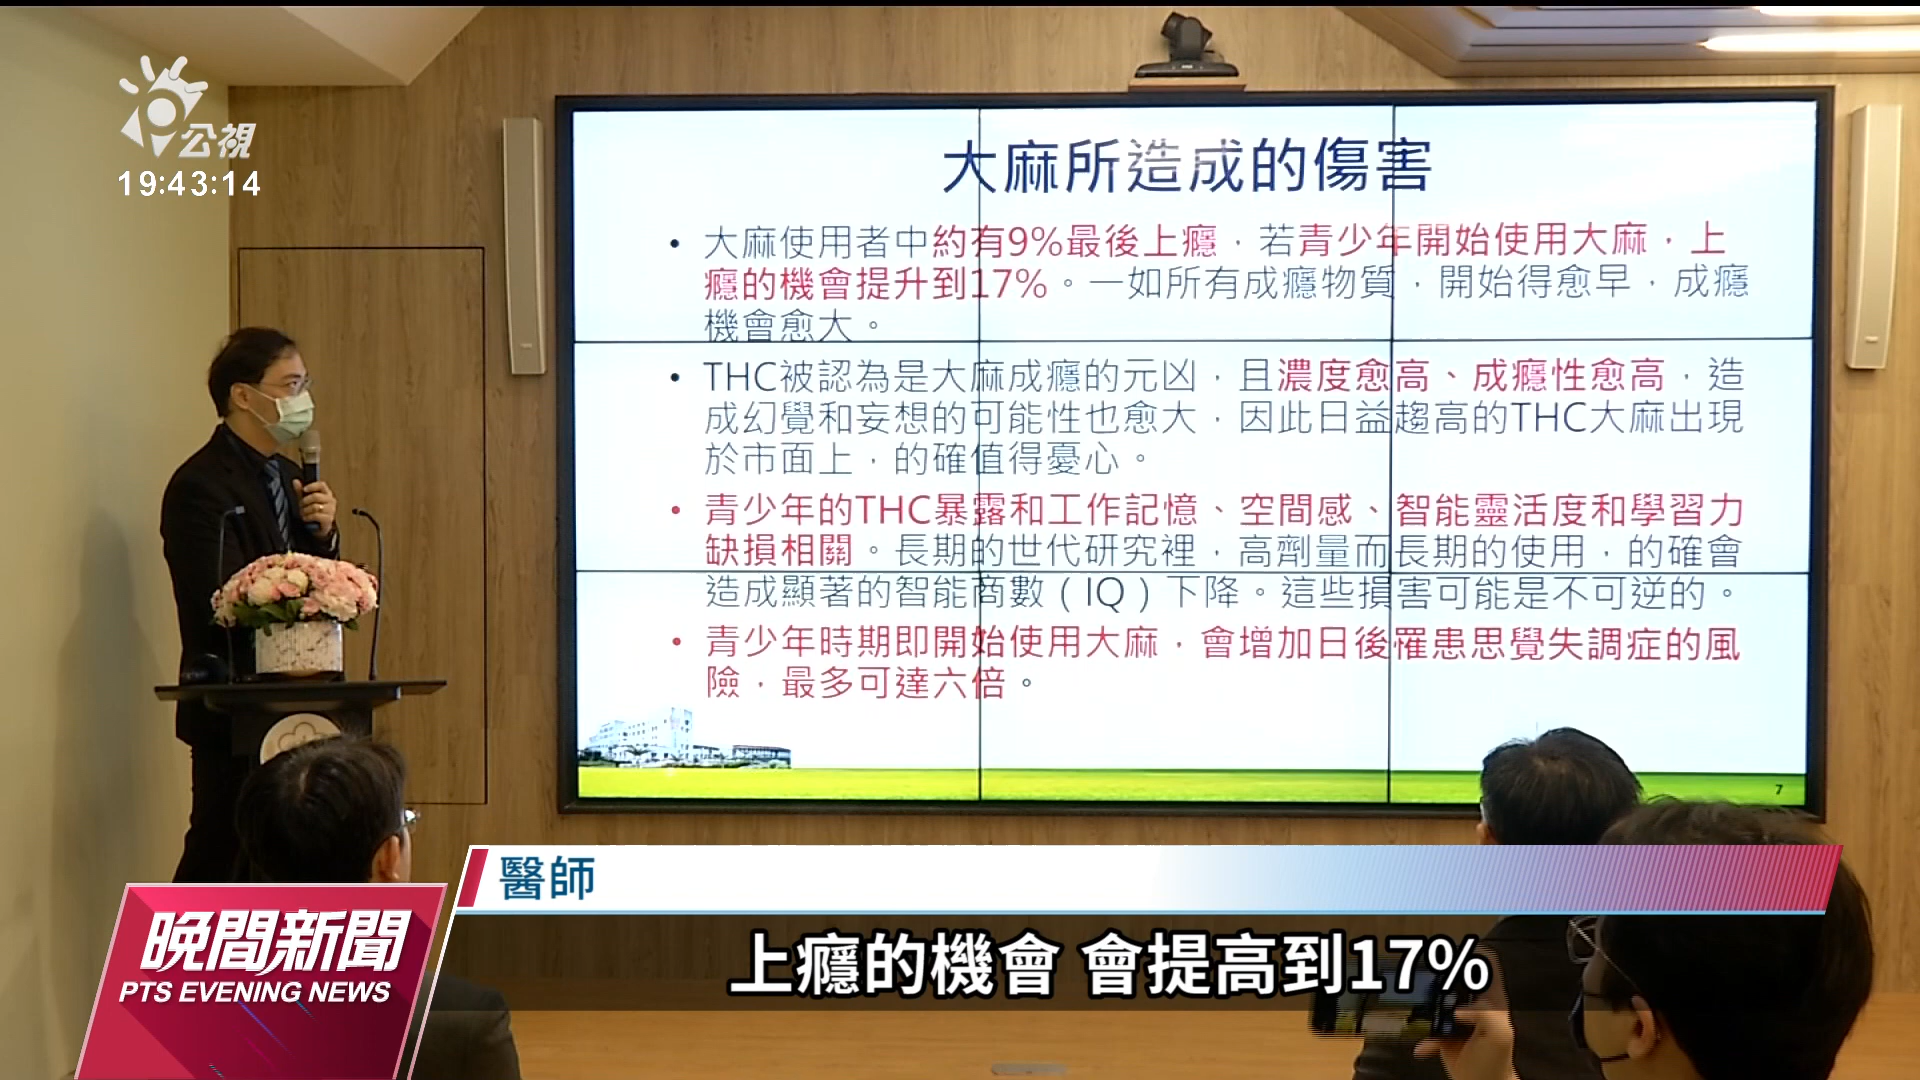 公視
19:43:14
大麻所造成的傷害
• 大麻使用者中約有9%最後上癮，若青少年開始使用大麻，上
癮的機會提升到17%。一如所有成癮物質，開始得愈早，成癮
機會愈大。
• THC被認為是大麻成癮的元凶，且濃度愈高、成癮性愈高，造
成幻覺和妄想的可能性也愈大，因此日益趨高的THC大麻出現
於市面上，的確值得憂心。
• 青少年的THC暴露和工作記憶、空間感、智能靈活度和學習力
缺損相關。長期的世代研究裡，高劑量而長期的使用，的確會
造成顯著的智能商數（IQ）下降。這些損害可能是不可逆的。
• 青少年時期即開始使用大麻，會增加日後罹患思覺失調症的風
險，最多可達六倍。
7
醫師
晚間新聞
PTS EVENING NEWS
上癮的機會 會提高到17%